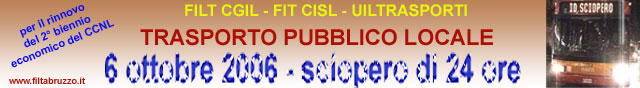 per il rinnovo
del 2° biennio
economico del CCNL
www.filtabruzzo.it
FILT CGIL - FIT CISL - UILTRASPORTI
TRASPORTO PUBBLICO LOCALE
6 ottobre 2006 - sciopero di 24 ore
IO SCIOPERO